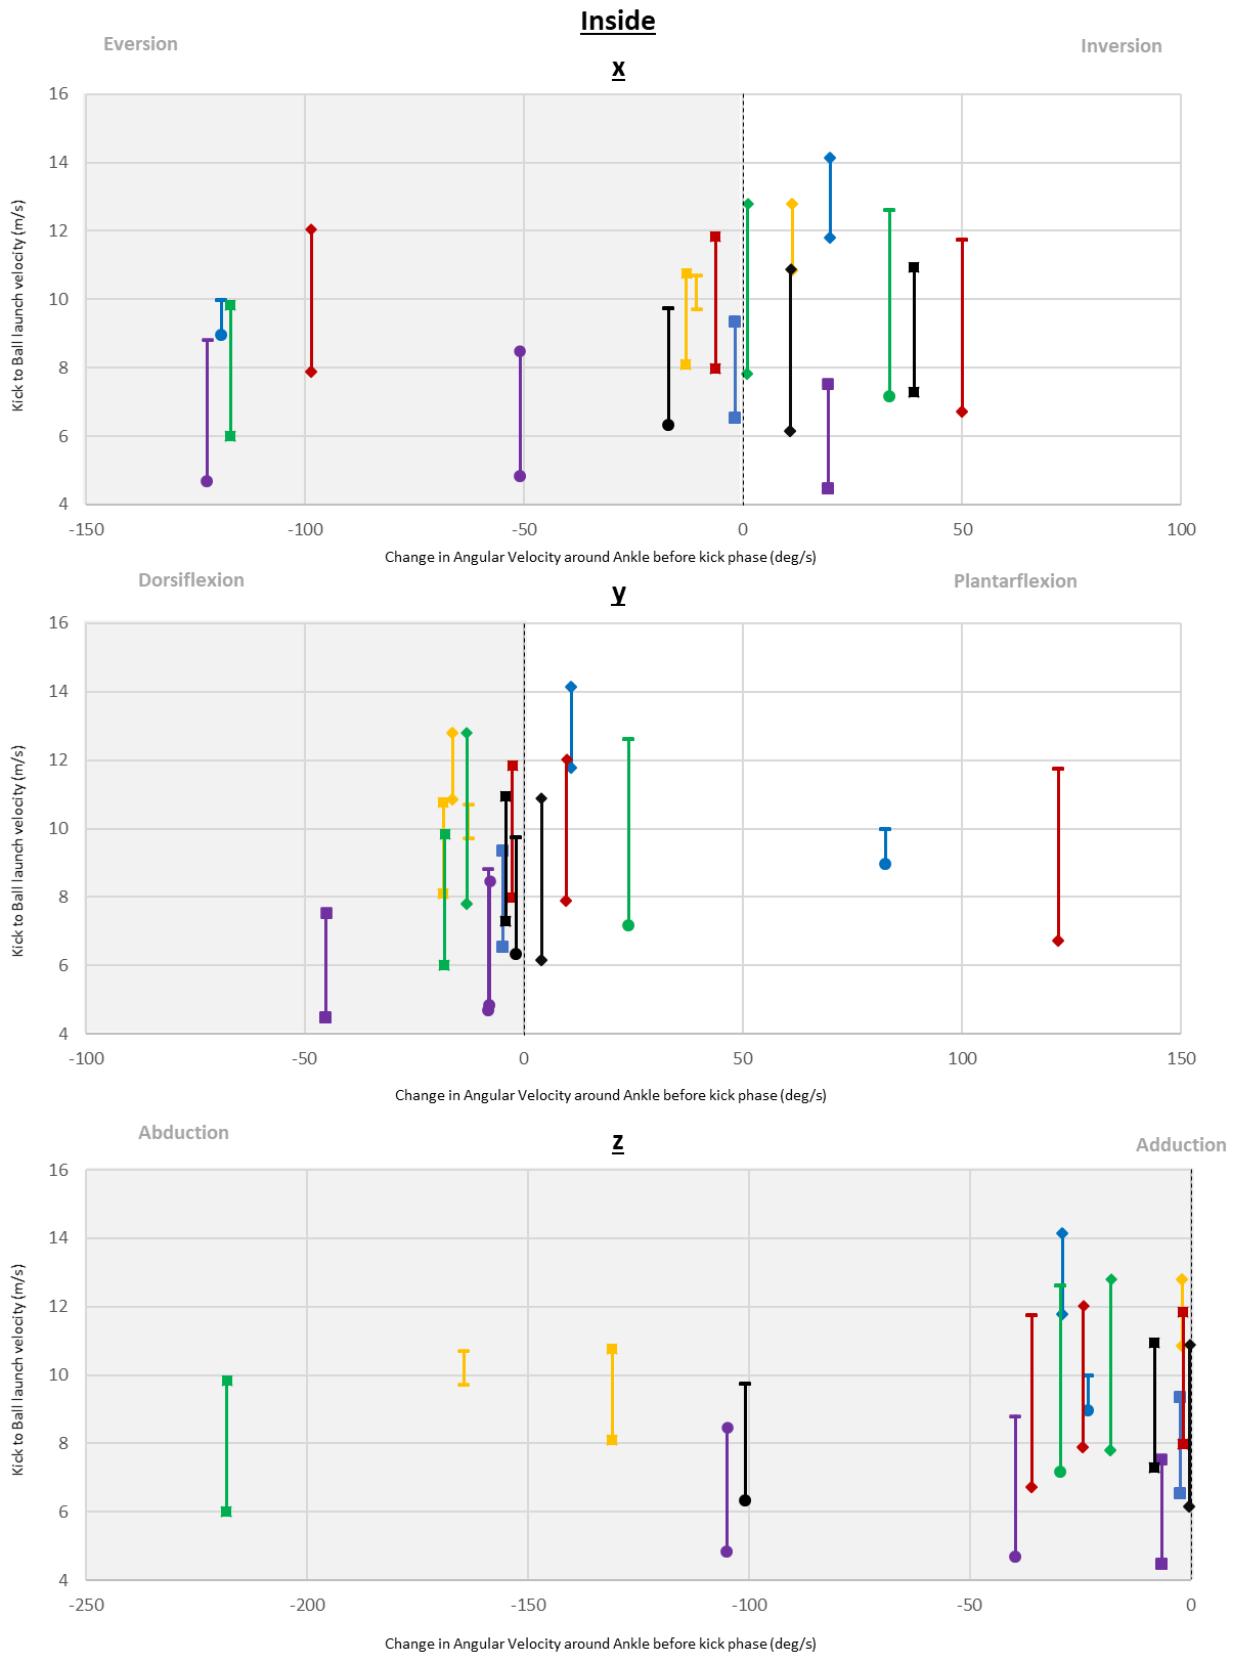 Inside
Eversion
Inversion
x
16
14
12
10
8
6
4
Kick to Ball launch velocity (m/s)
-150 -100 -50 0 50 100
Change in Angular Velocity around Ankle before kick phase (deg/s)
Dorsiflexion
Plantarflexion
y
16
14
12
10
8
6
4
Kick to Ball launch velocity (m/s)
-100 -50 0 50 100 150
Change in Angular Velocity around Ankle before kick phase (deg/s)
Abduction
Adduction
z
16
14
12
10
8
6
4
Kick to Ball launch velocity (m/s)
-250 -200 -150 -100 -50 0
Change in Angular Velocity around Ankle before kick phase (deg/s)